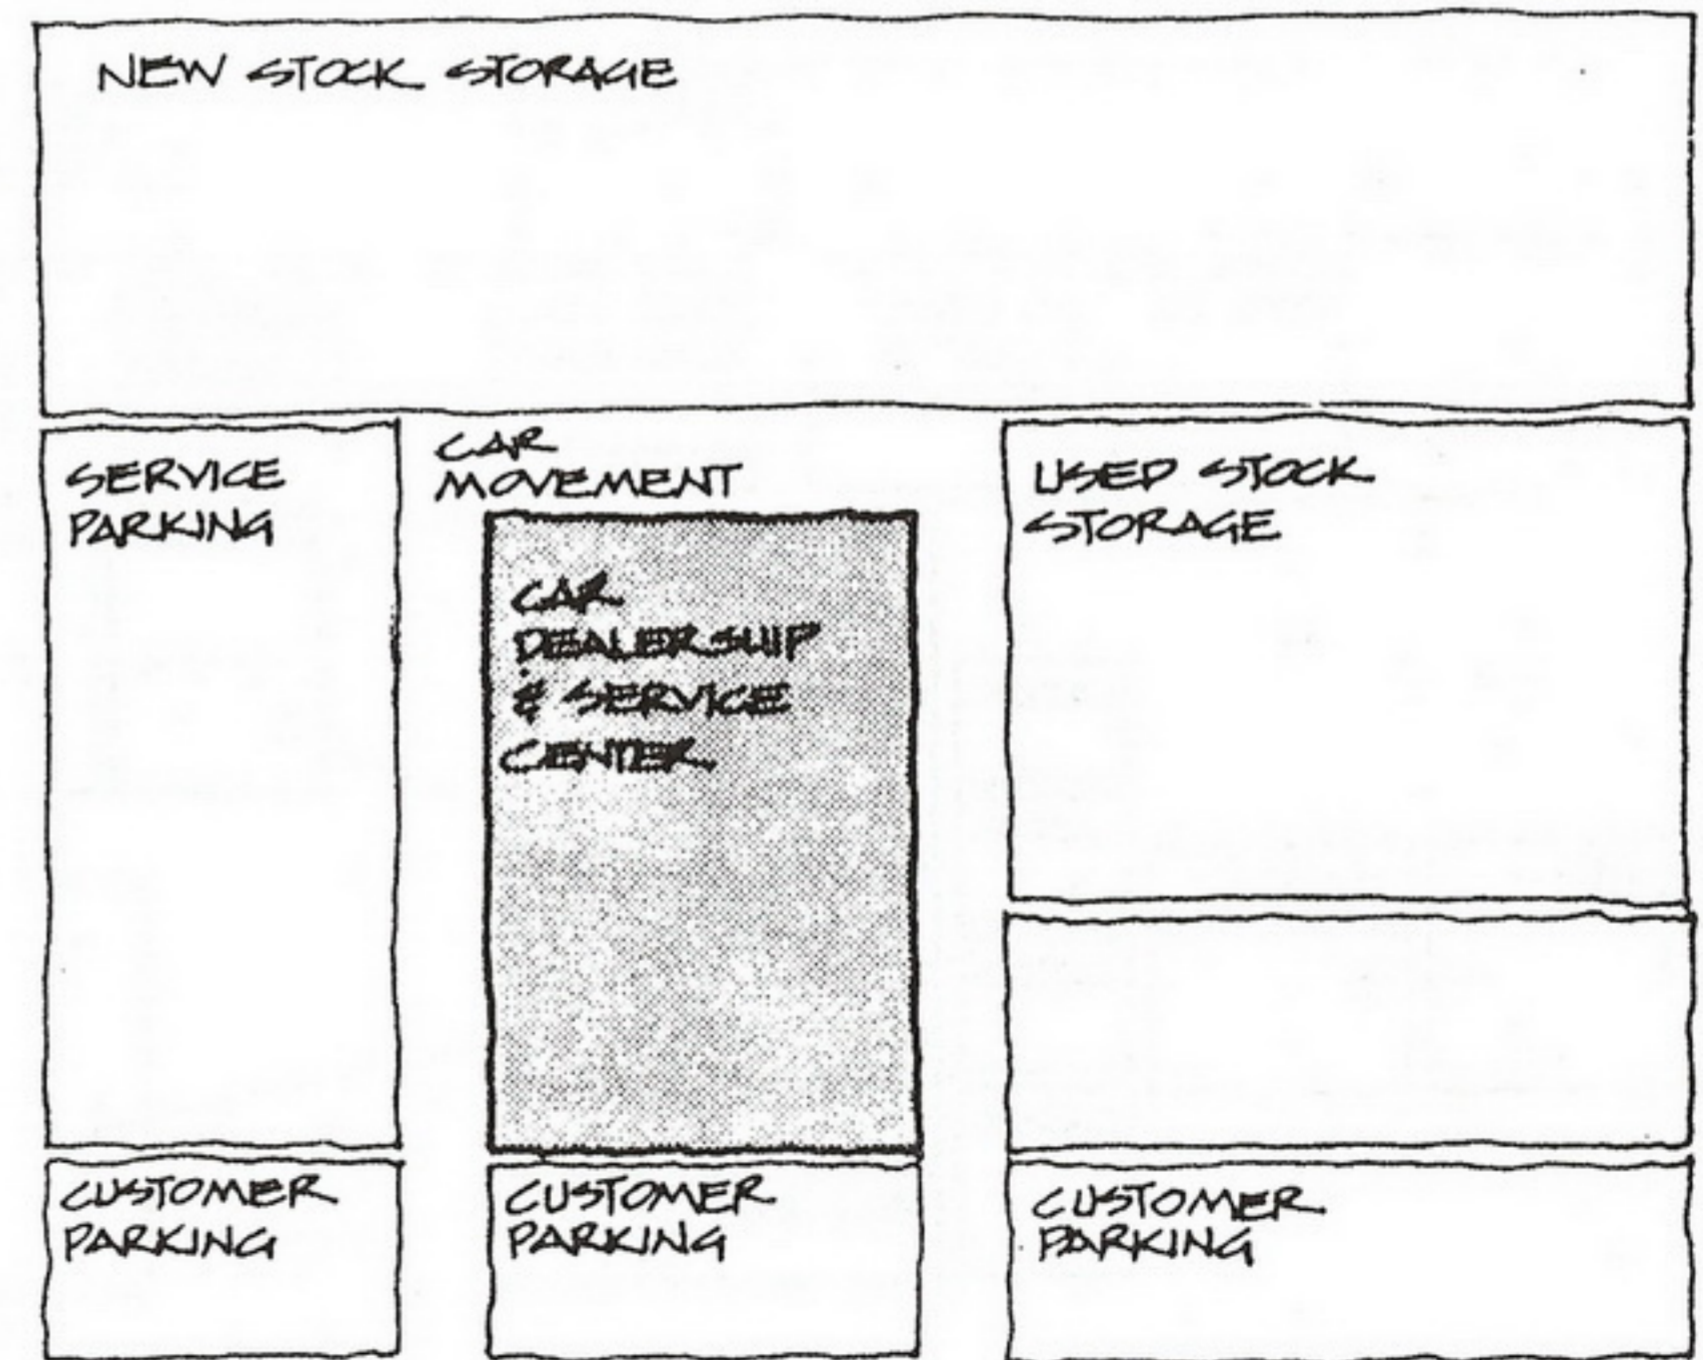 NEW STOCK STORAGE
SERVICE
PARKING
CAR
MOVEMENT
USED STOCK
STORAGE
CAR
DEALERSHIP
& SERVICE
CENTER
CUSTOMER
PARKING
CUSTOMER
PARKING
CUSTOMER
PARKING